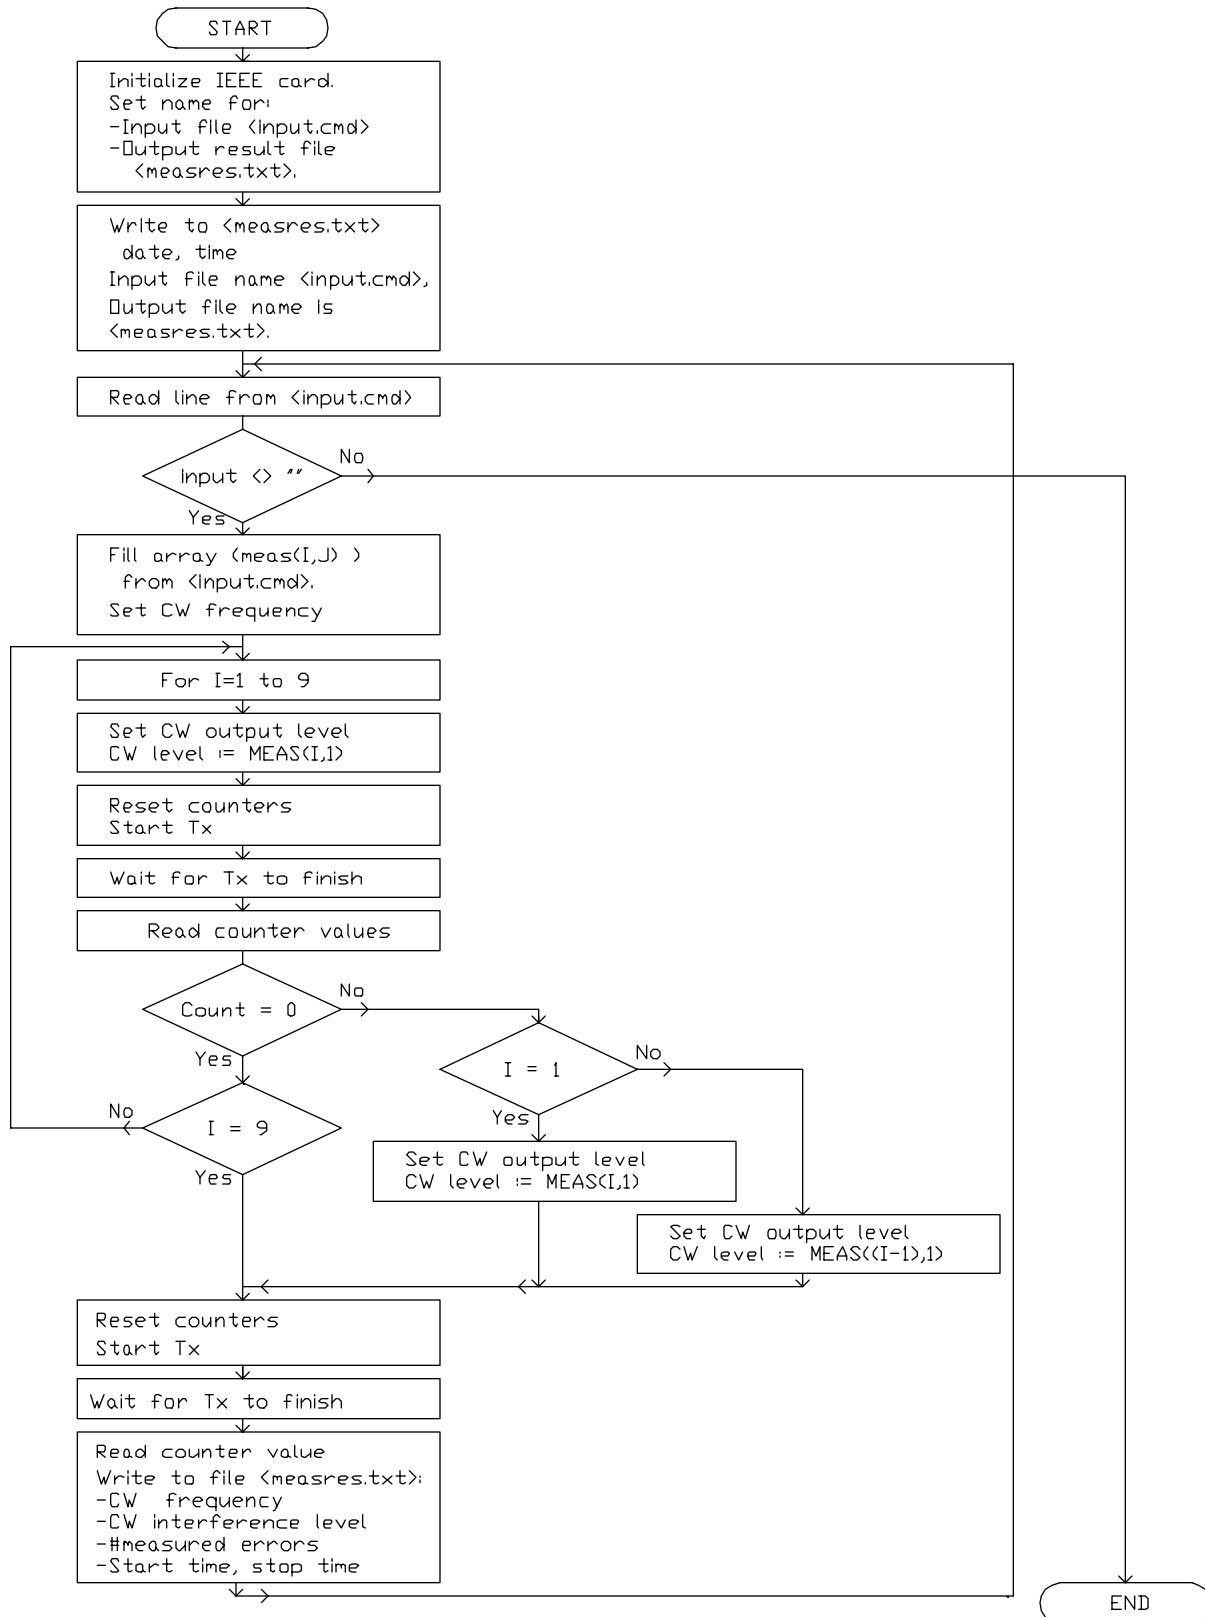 START
Initialize IEEE card.
Set name for:
-Input file <input.cmd>
-Output result file
<measres.txt>.
Write to <measres.txt>
date, time
Input file name <input.cmd>,
Output file name is
<measres.txt>.
Read line from <input.cmd>
Input <> ""
No
Yes
Fill array (meas(I,J) )
from <input.cmd>.
Set CW frequency
For I=1 to 9
Set CW output level
CW level := MEAS(I,1)
Reset counters
Start Tx
Wait for Tx to finish
Read counter values
Count = 0
No
Yes
I = 1
No
Yes
I = 9
No
Yes
Set CW output level
CW level := MEAS(I,1)
Set CW output level
CW level := MEAS((I-1),1)
Reset counters
Start Tx
Wait for Tx to finish
Read counter value
Write to file <measres.txt>:
-CW frequency
-CW interference level
-#measured errors
-Start time, stop time
END